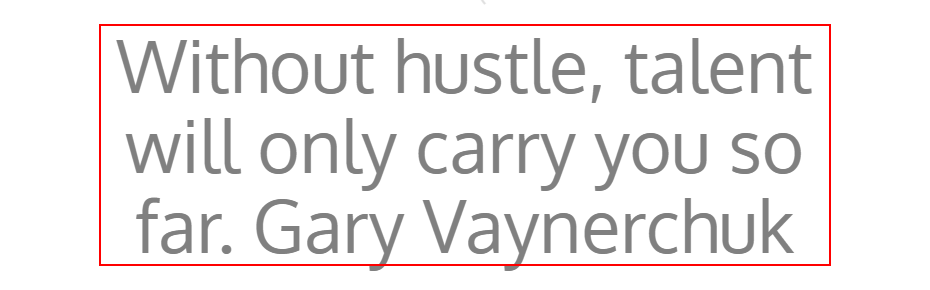 Without hustle, talent
will only carry you so
far. Gary Vaynerchuk